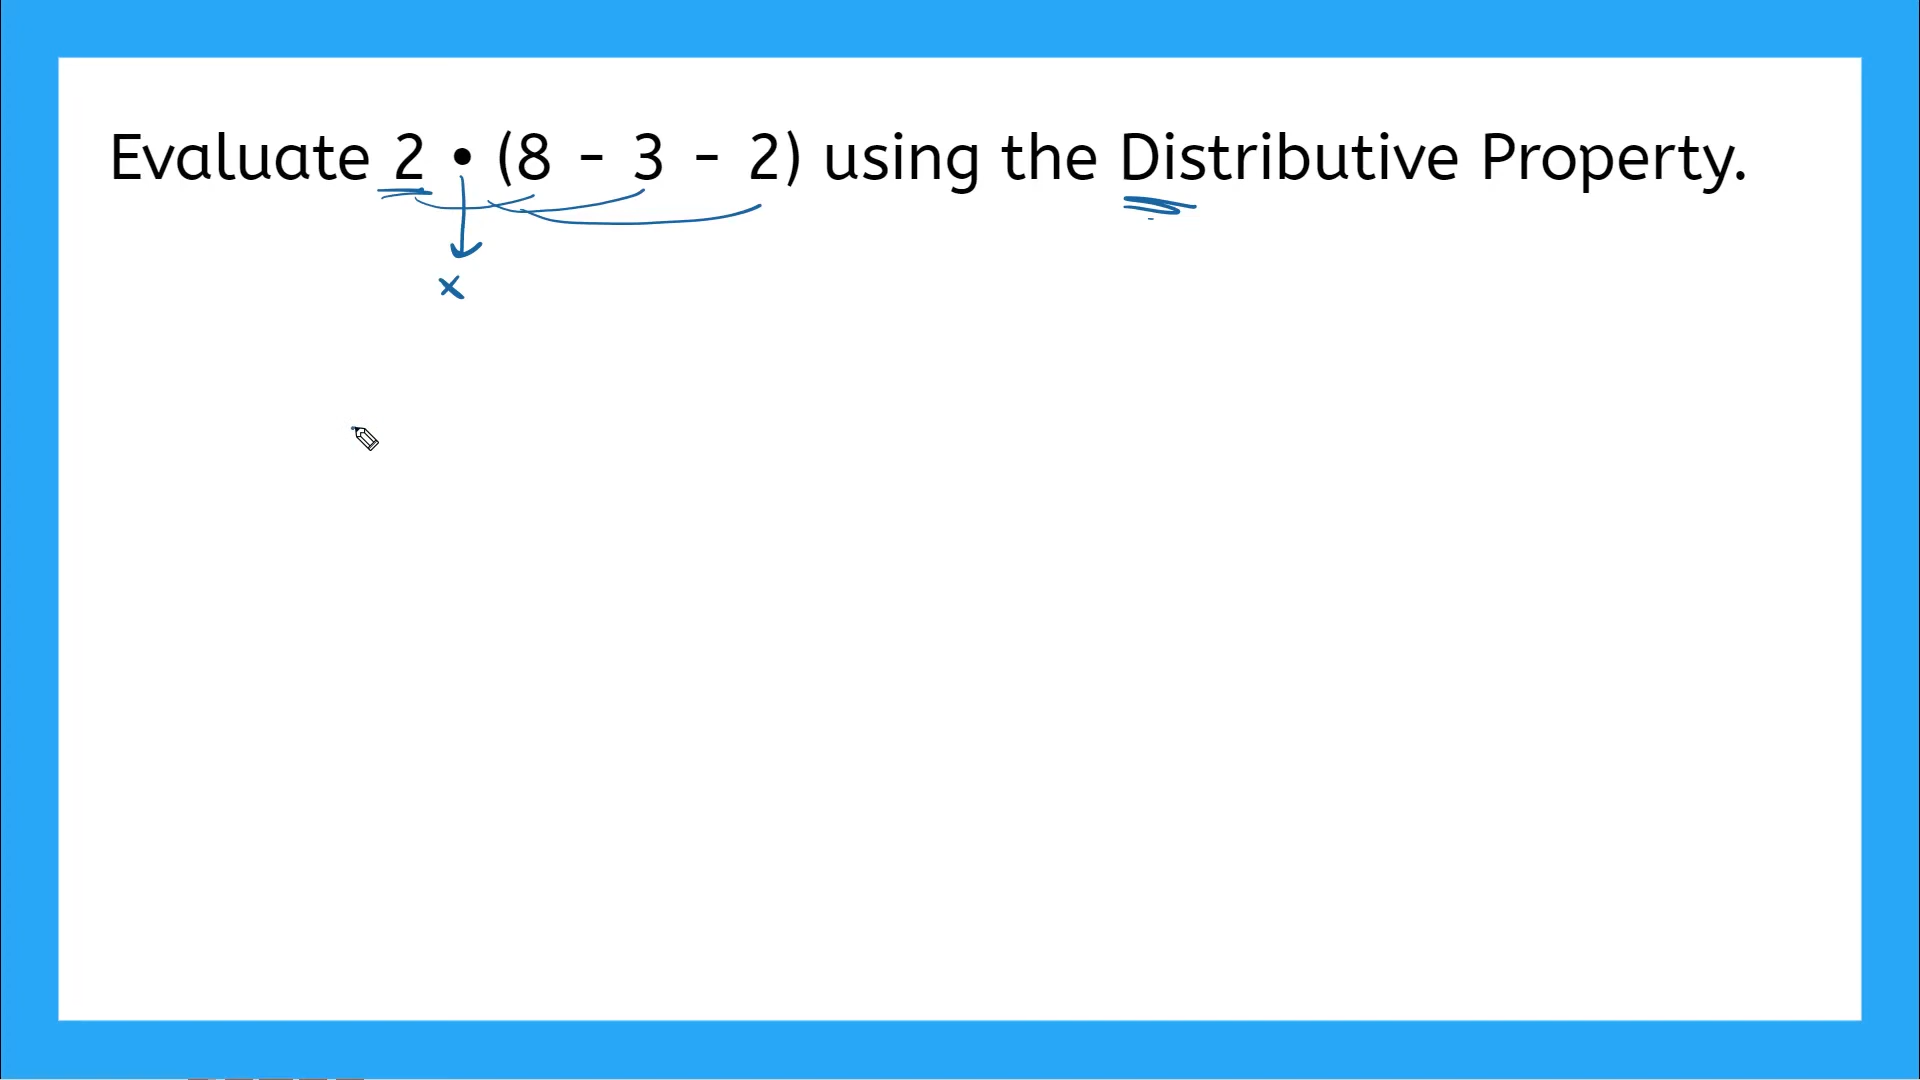 Evaluate 2 • (8 - 3 - 2) using the Distributive Property.
x